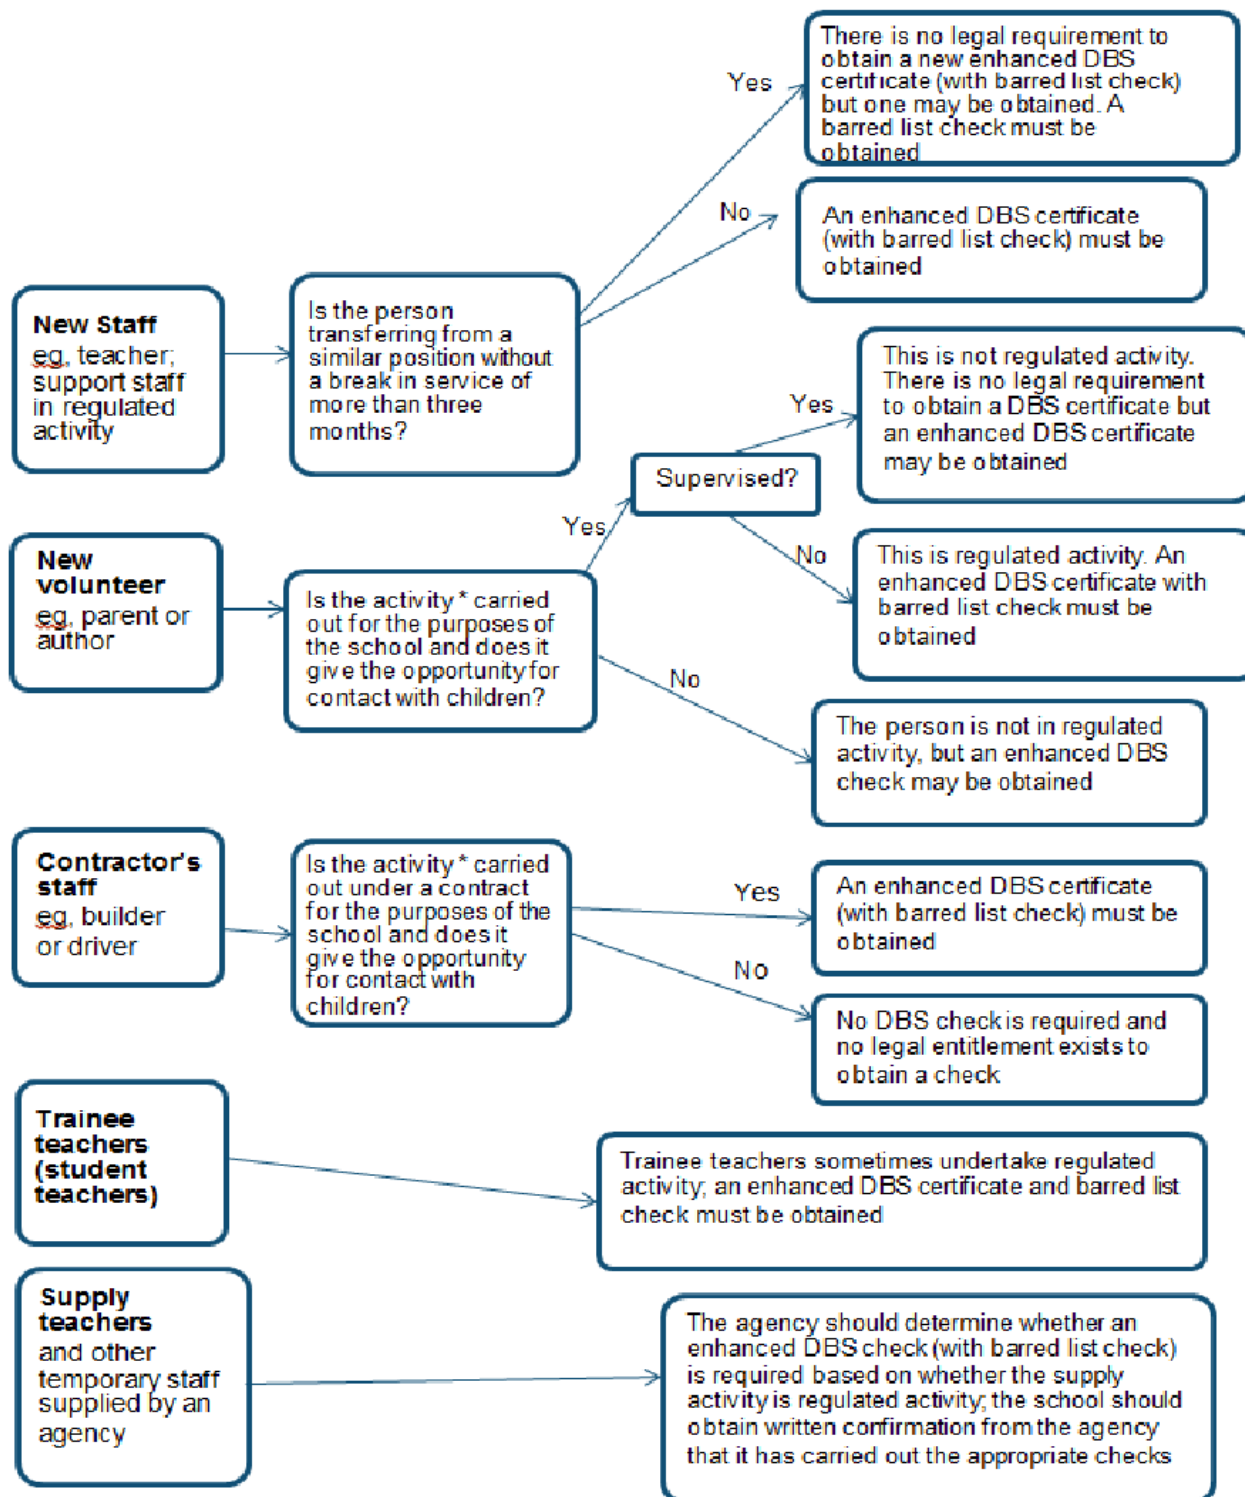 There is no legal requirement to
obtain a new enhanced DBS
certificate (with barred list check)
but one may be obtained. A
barred list check must be
obtained
Yes
No
An enhanced DBS certificate
(with barred list check) must be
obtained
New Staff
eg, teacher;
support staff
in regulated
activity
Is the person
transferring from a
similar position without
a break in service of
more than three
months?
This is not regulated activity.
There is no legal requirement
to obtain a DBS certificate but
an enhanced DBS certificate
may be obtained
Yes
Supervised?
Yes
No
New
volunteer
eg, parent or
author
Is the activity * carried
out for the purposes of
the school and does it
give the opportunity for
contact with children?
This is regulated activity. An
enhanced DBS certificate with
barred list check must be
obtained
No
The person is not in regulated
activity, but an enhanced DBS
check may be obtained
Contractor's
staff
eg, builder
or driver
Is the activity * carried
out under a contract
for the purposes of the
school and does it
give the opportunity
for contact with
children?
Yes
An enhanced DBS certificate
(with barred list check) must be
obtained
No
No DBS check is required and
no legal entitlement exists to
obtain a check
Trainee
teachers
(student
teachers)
Trainee teachers sometimes undertake regulated
activity; an enhanced DBS certificate and barred list
check must be obtained
Supply
teachers
and other
temporary staff
supplied by an
agency
The agency should determine whether an
enhanced DBS check (with barred list check)
is required based on whether the supply
activity is regulated activity; the school should
obtain written confirmation from the agency
that it has carried out the appropriate checks